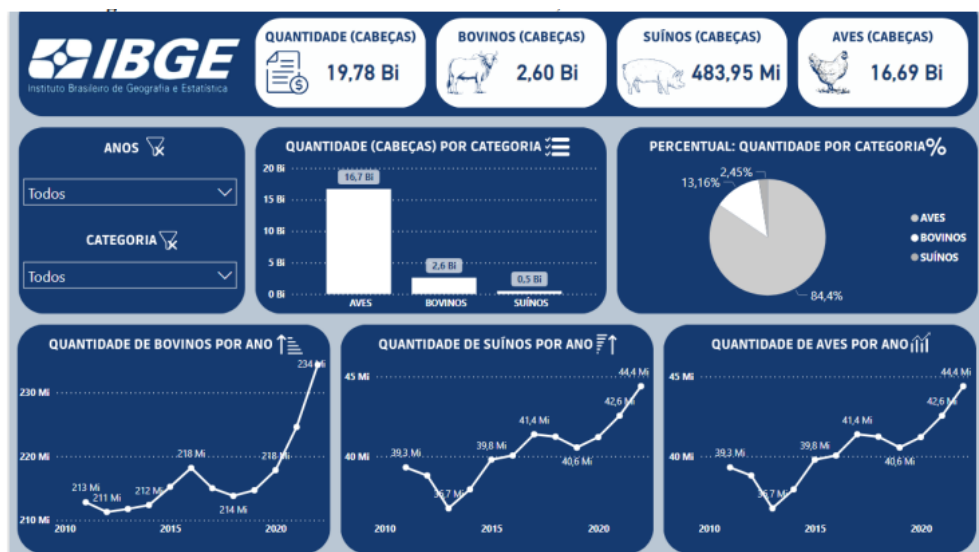 IBGE
Instituto Brasileiro de Geografia e Estatística
QUANTIDADE (CABEÇAS)
19,78 Bi
BOVINOS (CABEÇAS)
2,60 Bi
SUÍNOS (CABEÇAS)
483,95 Mi
AVES (CABEÇAS)
16,69 Bi
ANOS
Todos
CATEGORIA
Todos
QUANTIDADE (CABEÇAS) POR CATEGORIA
20 Bi
15 Bi
10 Bi
5 Bi
0 Bi
16,7 Bi
2,6 Bi
0,5 Bi
AVES BOVINOS SUÍNOS
PERCENTUAL: QUANTIDADE POR CATEGORIA %
2,45%
13,16%
84,4%
AVES
BOVINOS
SUÍNOS
QUANTIDADE DE BOVINOS POR ANO
230 Mi
220 Mi
210 Mi
213 Mi
211 Mi
212 Mi
218 Mi
214 Mi
218 Mi
234 Mi
2010 2015 2020
QUANTIDADE DE SUÍNOS POR ANO
45 Mi
40 Mi
39,3 Mi
36,7 Mi
39,8 Mi
41,4 Mi
40,6 Mi
42,6 Mi
44,4 Mi
2010 2015 2020
QUANTIDADE DE AVES POR ANO
45 Mi
40 Mi
39,3 Mi
36,7 Mi
39,8 Mi
41,4 Mi
40,6 Mi
42,6 Mi
44,4 Mi
2010 2015 2020